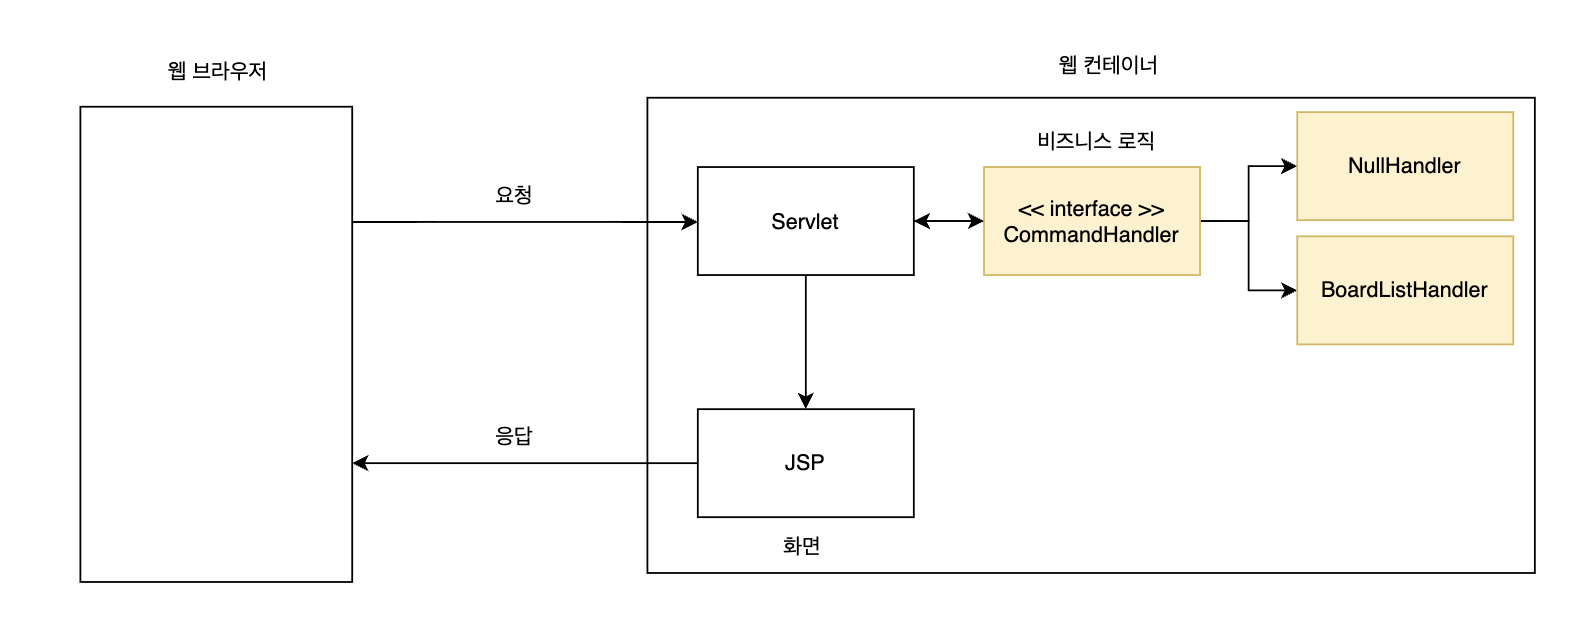 웹 브라우저
웹 컨테이너
비즈니스 로직
요청
Servlet
<< interface >>
CommandHandler
NullHandler
BoardListHandler
응답
JSP
화면